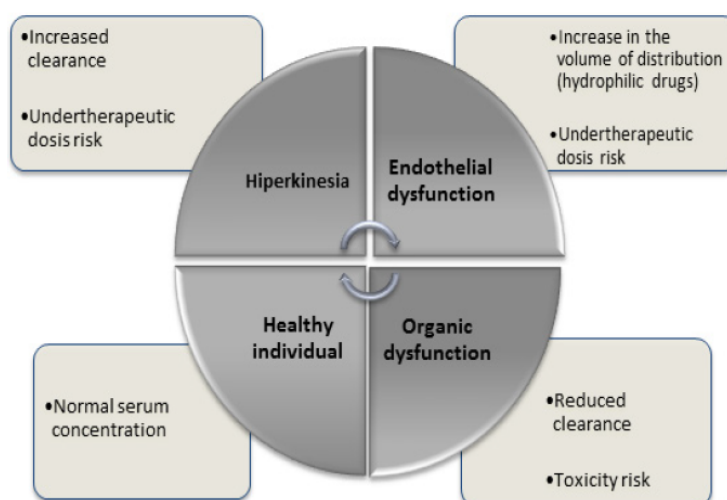 •Increased
clearance
•Undertherapeutic
dosis risk
•Increase in the
volume of distribution
(hydrophilic drugs)
•Undertherapeutic
dosis risk
Hiperkinesia
Endothelial
dysfunction
Healthy
individual
Organic
dysfunction
•Normal serum
concentration
•Reduced
clearance
•Toxicity risk